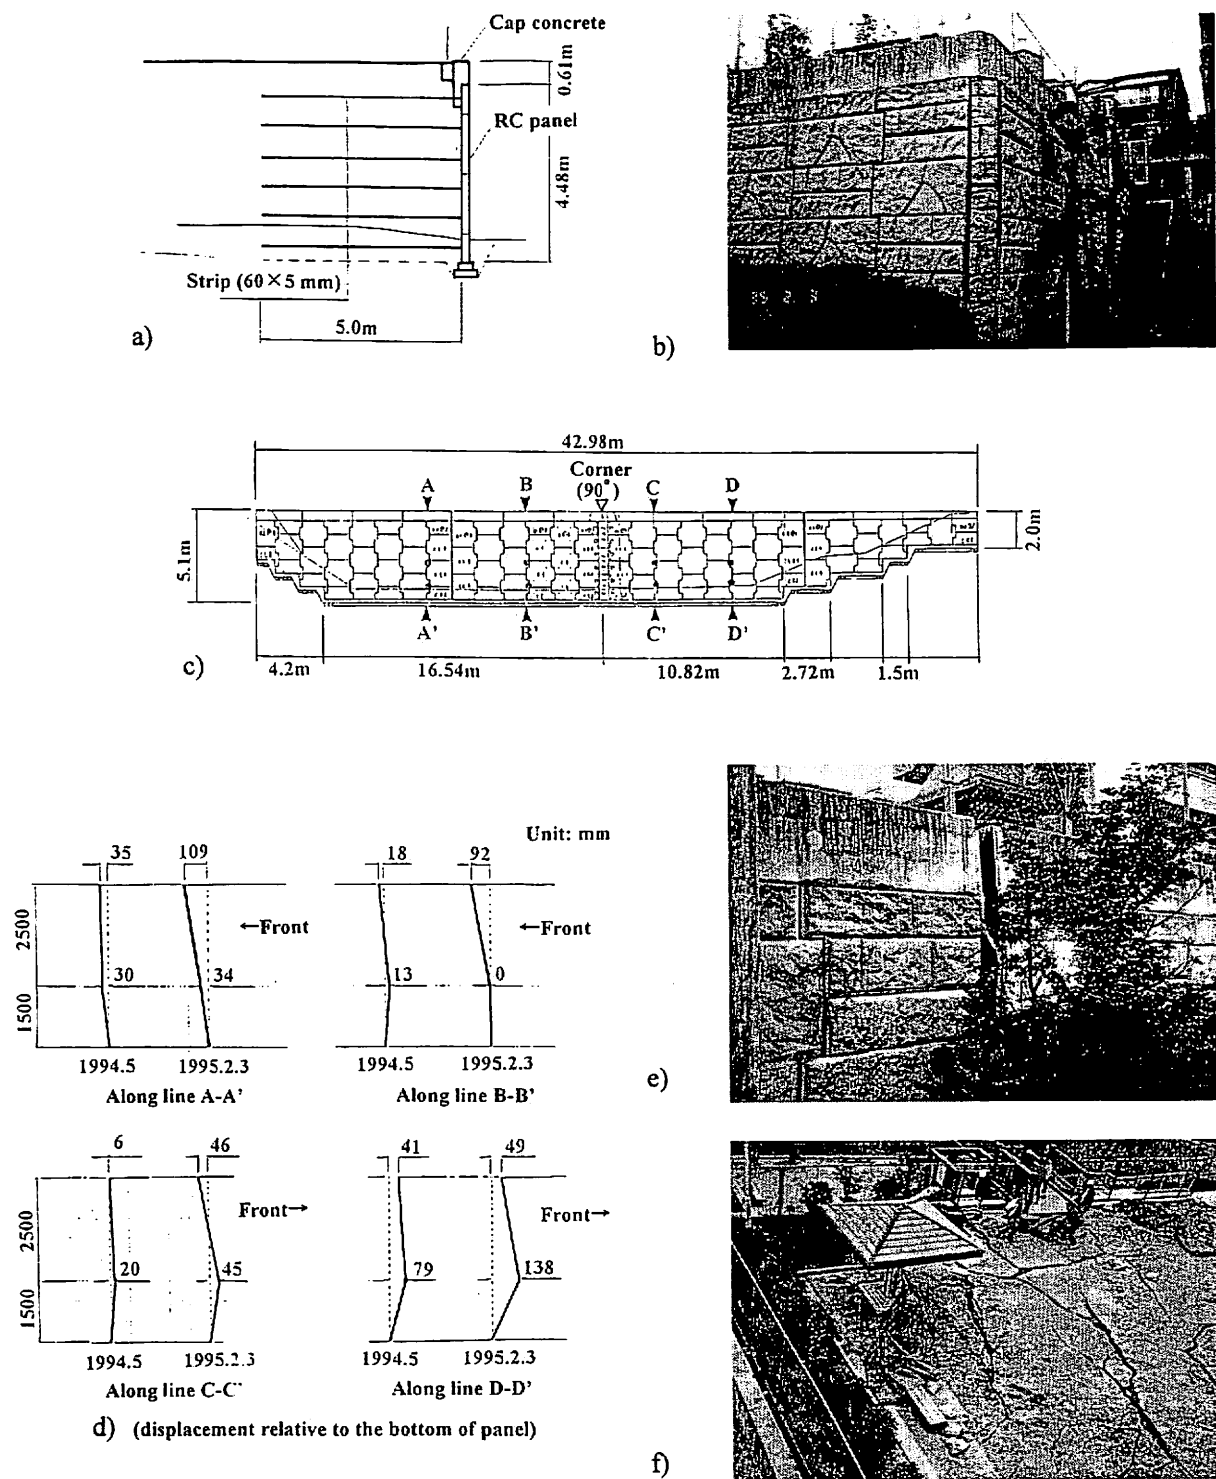 Cap concrete
0.61m
RC panel
4.48m
Strip (60×5 mm)
5.0m
a)
b)
42.98m
Corner
(90°)
A B C D
5.1m
2.0m
A' B' C' D'
c)
4.2m 16.54m 10.82m 2.72m 1.5m
Unit: mm
35 109 18 92
2500
←Front ←Front
30 34 13 0
1500
1994.5 1995.2.3 1994.5 1995.2.3
Along line A-A' Along line B-B'
e)
6 46 41 49
2500
Front→ Front→
20 45 79 138
1500
1994.5 1995.2.3 1994.5 1995.2.3
Along line C-C' Along line D-D'
d) (displacement relative to the bottom of panel)
f)